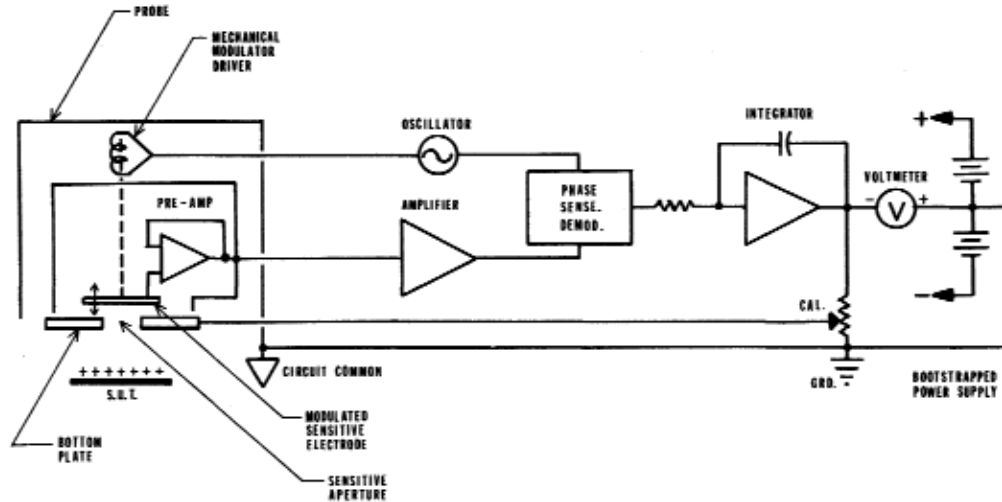 PROBE
MECHANICAL
MODULATOR
DRIVER
OSCILLATOR
INTEGRATOR
+
VOLTMETER
PRE-AMP
AMPLIFIER
PHASE
SENSE.
DEMOD.
- V +
-
CAL.
+ + + + + + +
S.U.T.
CIRCUIT COMMON
GRD.
BOOTSTRAPPED
POWER SUPPLY
MODULATED
SENSITIVE
ELECTRODE
BOTTOM
PLATE
SENSITIVE
APERTURE